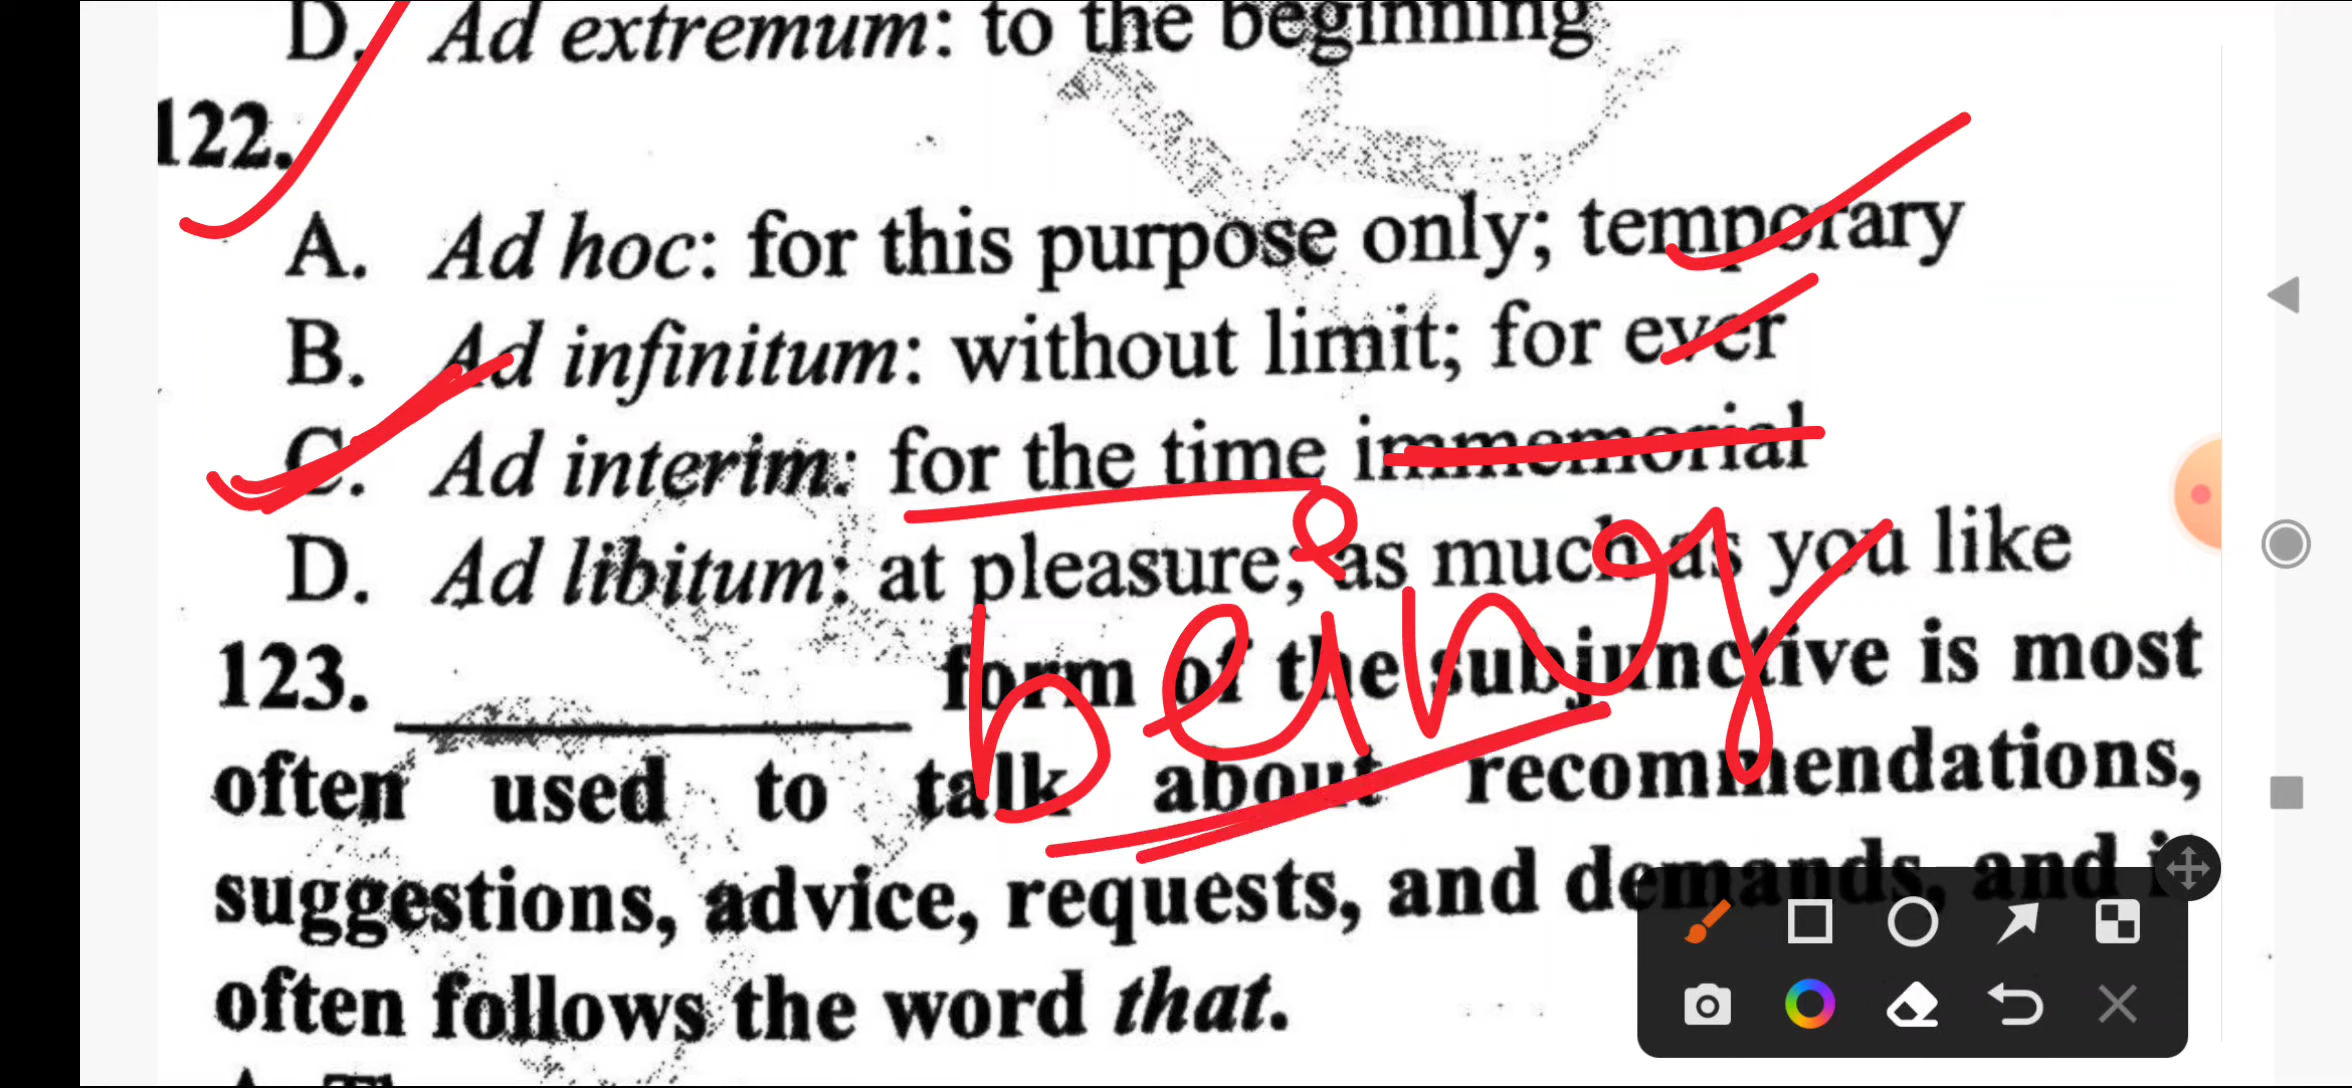 D. Ad extremum: to the beginning
122.
A. Ad hoc: for this purpose only; temporary
B. Ad infinitum: without limit; for ever
C. Ad interim: for the time immemorial
D. Ad libitum: at pleasure; as much as you like
being
123. ____________ form of the subjunctive is most
often used to talk about recommendations,
suggestions, advice, requests, and demands, and
often follows the word that.